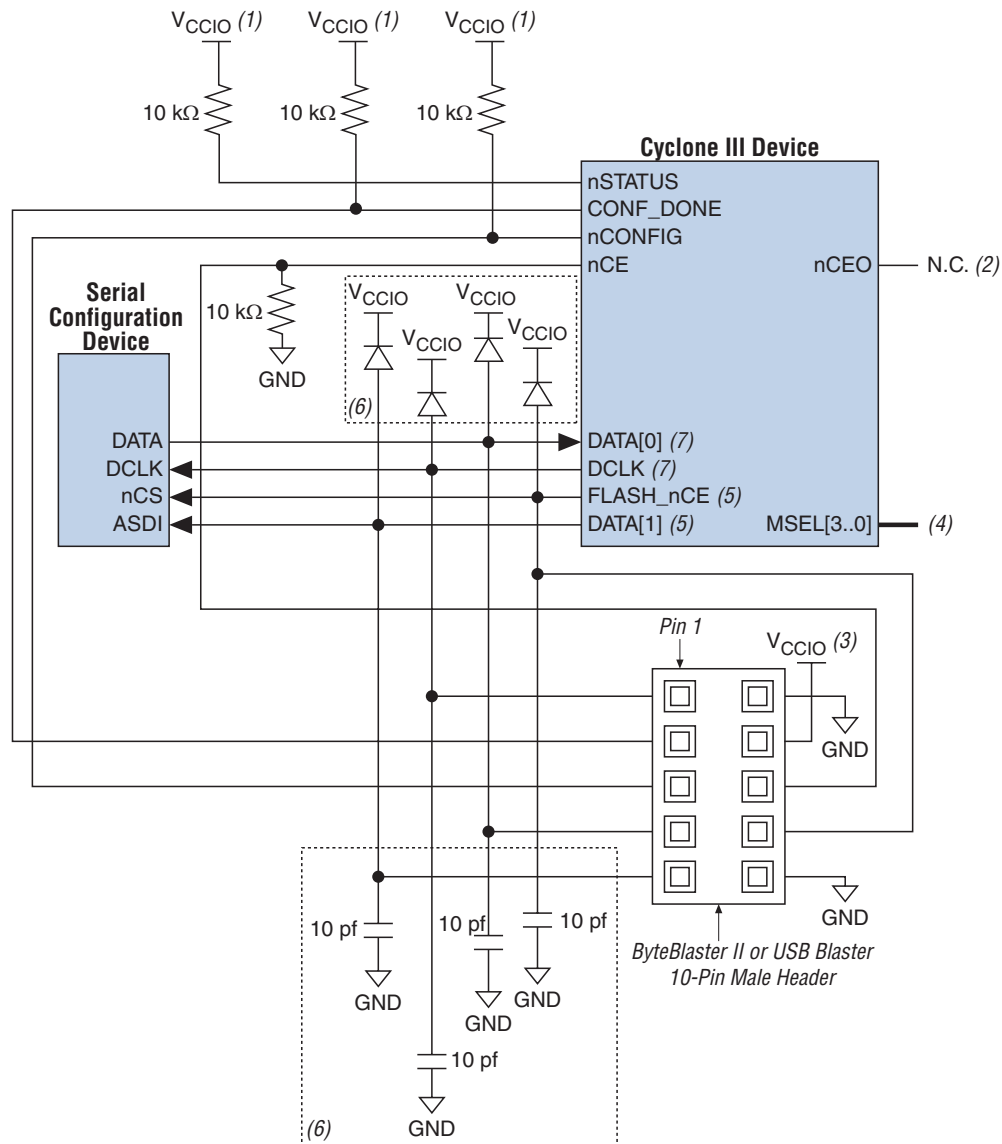 VCCIO (1)
VCCIO (1)
VCCIO (1)
10 kΩ
10 kΩ
10 kΩ
Cyclone III Device
nSTATUS
CONF_DONE
nCONFIG
nCE
nCEO
N.C. (2)
Serial
Configuration
Device
10 kΩ
GND
VCCIO
VCCIO
VCCIO
VCCIO
(6)
DATA
DCLK
nCS
ASDI
DATA[0] (7)
DCLK (7)
FLASH_nCE (5)
DATA[1] (5)
MSEL[3..0]
(4)
Pin 1
VCCIO (3)
GND
GND
10 pf
10 pf
10 pf
GND
GND
GND
10 pf
GND
(6)
ByteBlaster II or USB Blaster
10-Pin Male Header